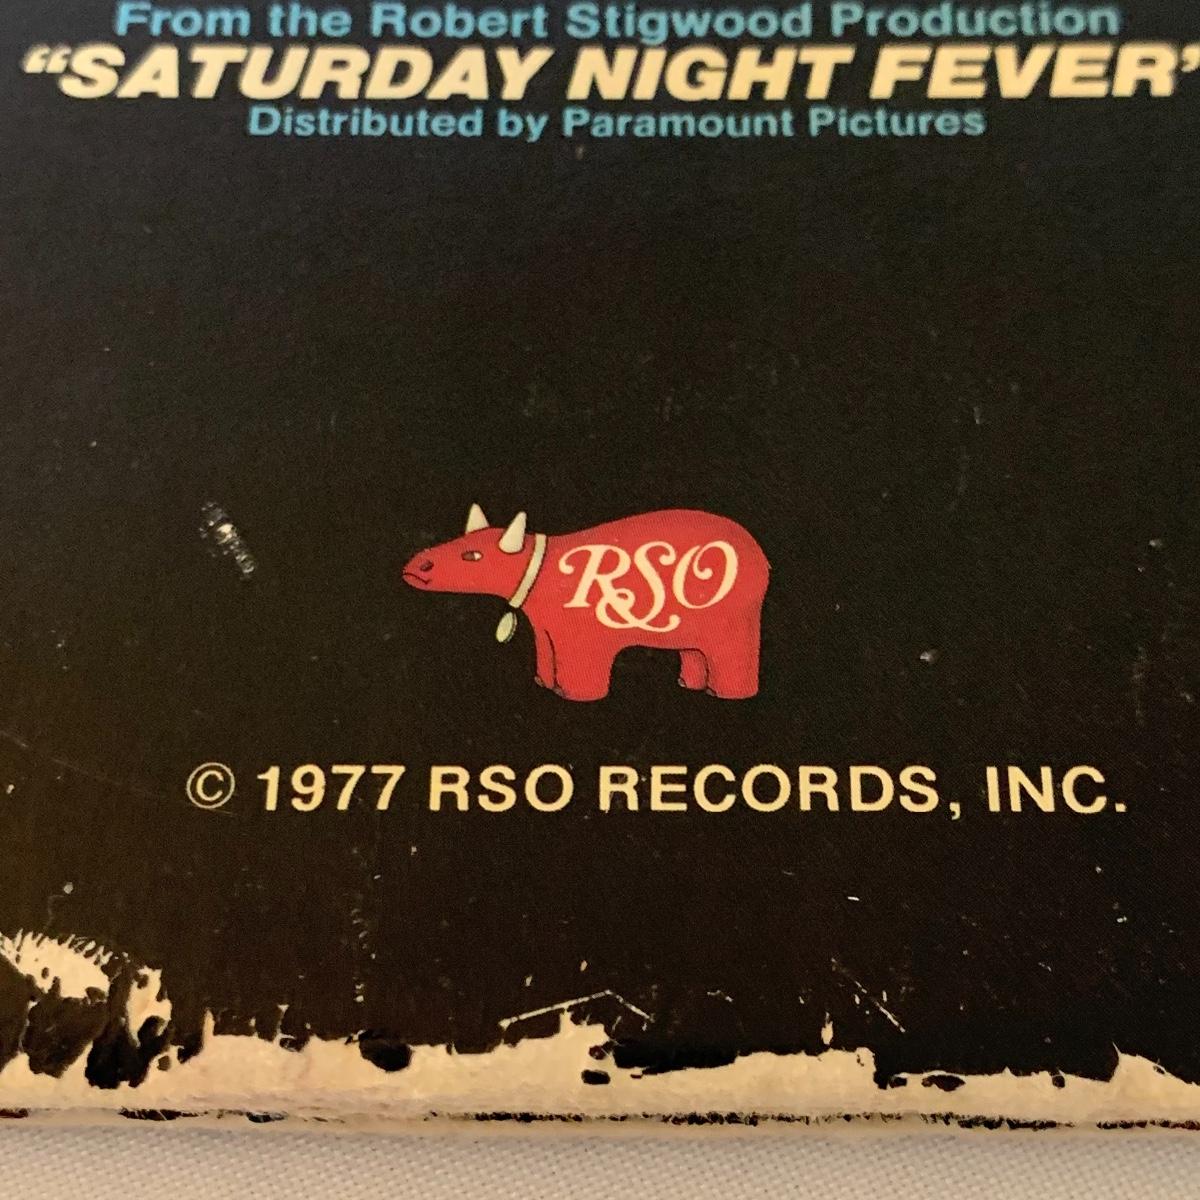 From the Robert Stigwood Production
“SATURDAY NIGHT FEVER”
Distributed by Paramount Pictures
RSO
© 1977 RSO RECORDS, INC.